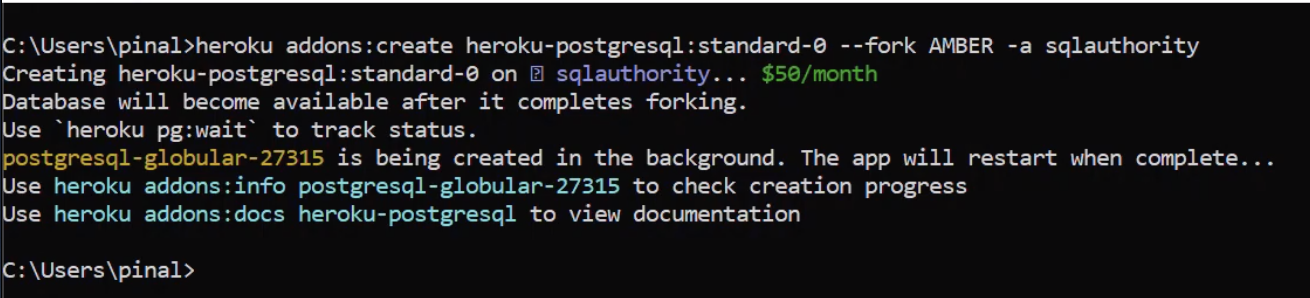 C:\Users\pinal>heroku addons:create heroku-postgresql:standard-0 --fork AMBER -a sqlauthority
Creating heroku-postgresql:standard-0 on ⍰ sqlauthority... $50/month
Database will become available after it completes forking.
Use `heroku pg:wait` to track status.
postgresql-globular-27315 is being created in the background. The app will restart when complete...
Use heroku addons:info postgresql-globular-27315 to check creation progress
Use heroku addons:docs heroku-postgresql to view documentation
C:\Users\pinal>